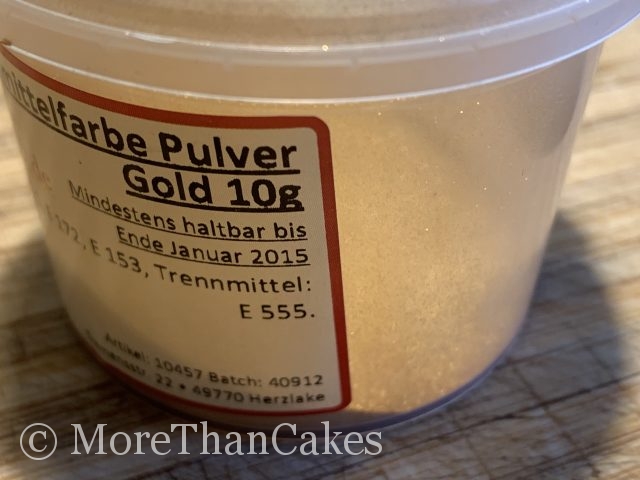 mittelfarbe Pulver
Gold 10g
de
Mindestens haltbar bis
Ende Januar 2015
E 172, E 153, Trennmittel:
E 555.
Artikel: 10457 Batch: 40912
22 • 49770 Herzlake
© MoreThanCakes